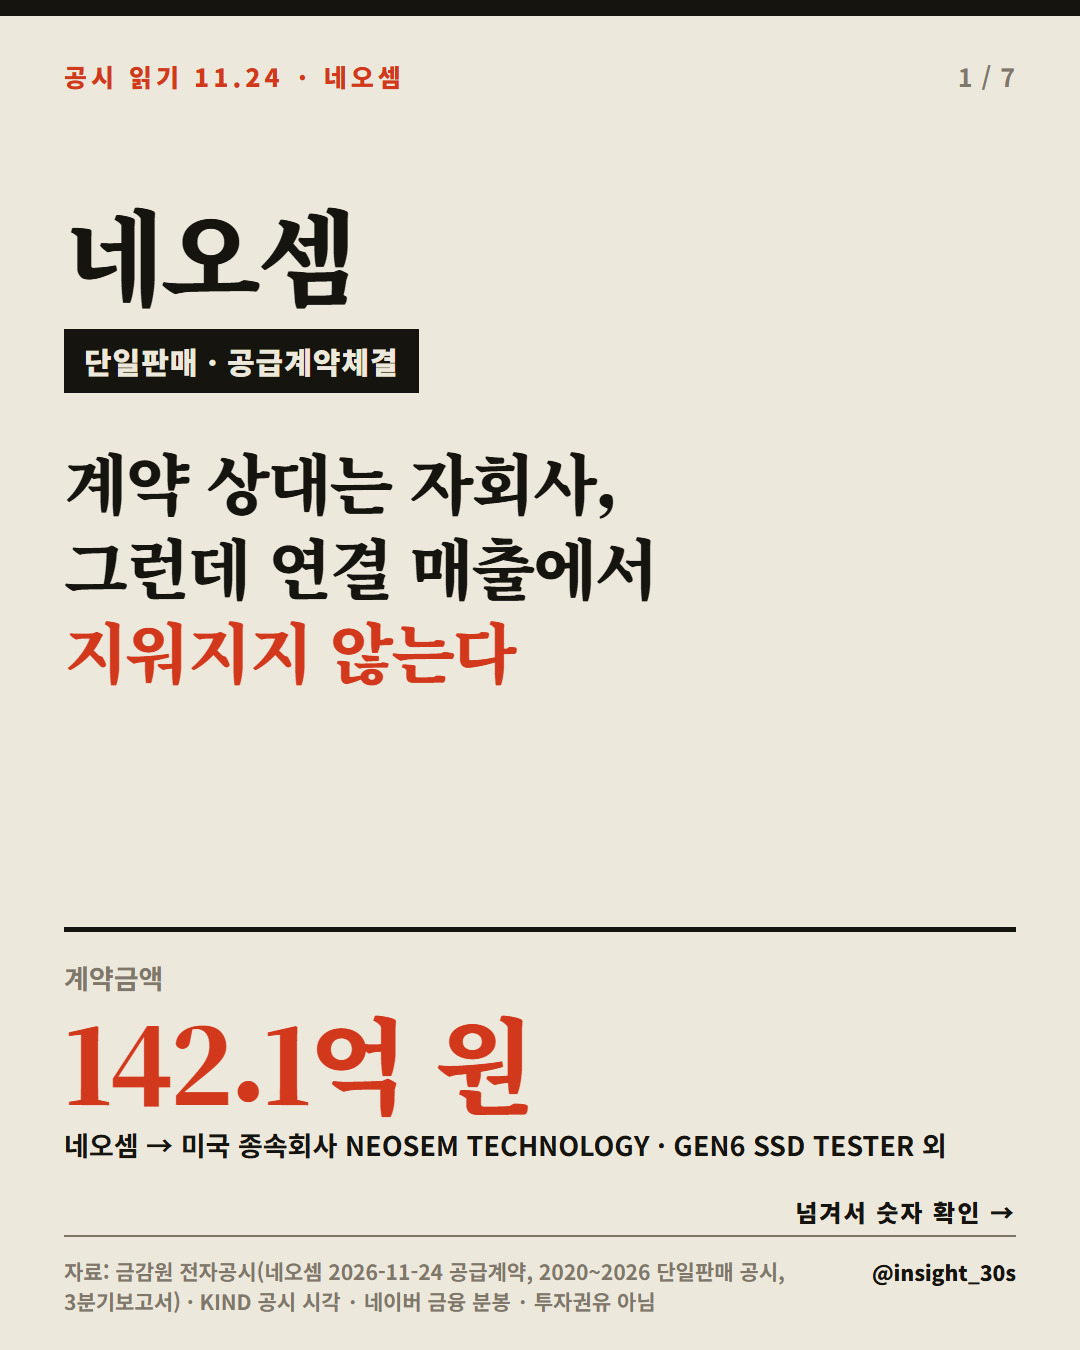 공시 읽기 11.24 · 네오셈
1 / 7
네오셈
단일판매 · 공급계약체결
계약 상대는 자회사,
그런데 연결 매출에서
지워지지 않는다
계약금액
142.1억 원
네오셈 → 미국 종속회사 NEOSEM TECHNOLOGY · GEN6 SSD TESTER 외
넘겨서 숫자 확인 →
자료: 금감원 전자공시(네오셈 2026-11-24 공급계약, 2020~2026 단일판매 공시,
3분기보고서) · KIND 공시 시각 · 네이버 금융 분봉 · 투자권유 아님
@insight_30s